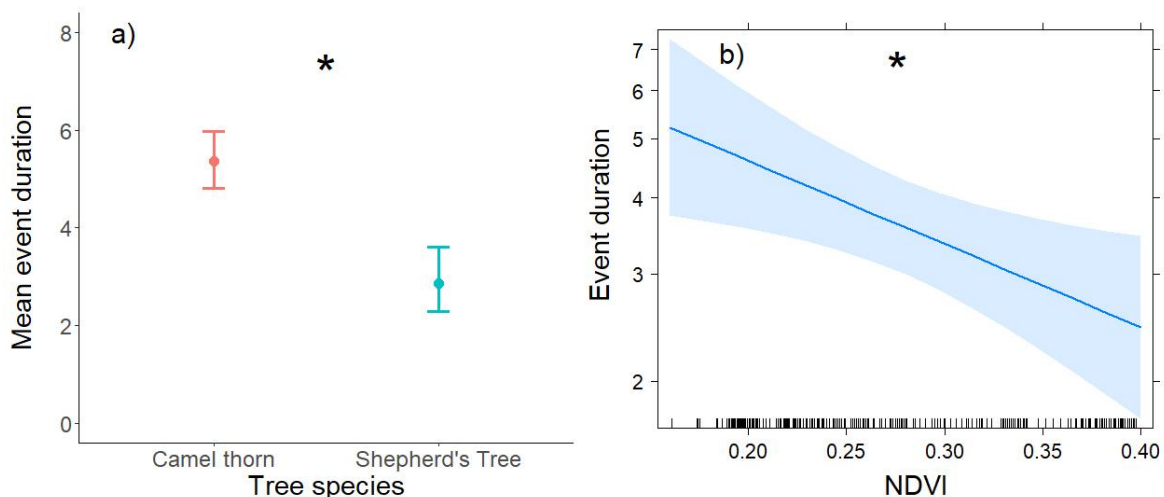 a)
*
Mean event duration
8
6
4
2
0
Camel thorn Shepherd's Tree
Tree species
b)
*
Event duration
7
6
5
4
3
2
0.20 0.25 0.30 0.35 0.40
NDVI